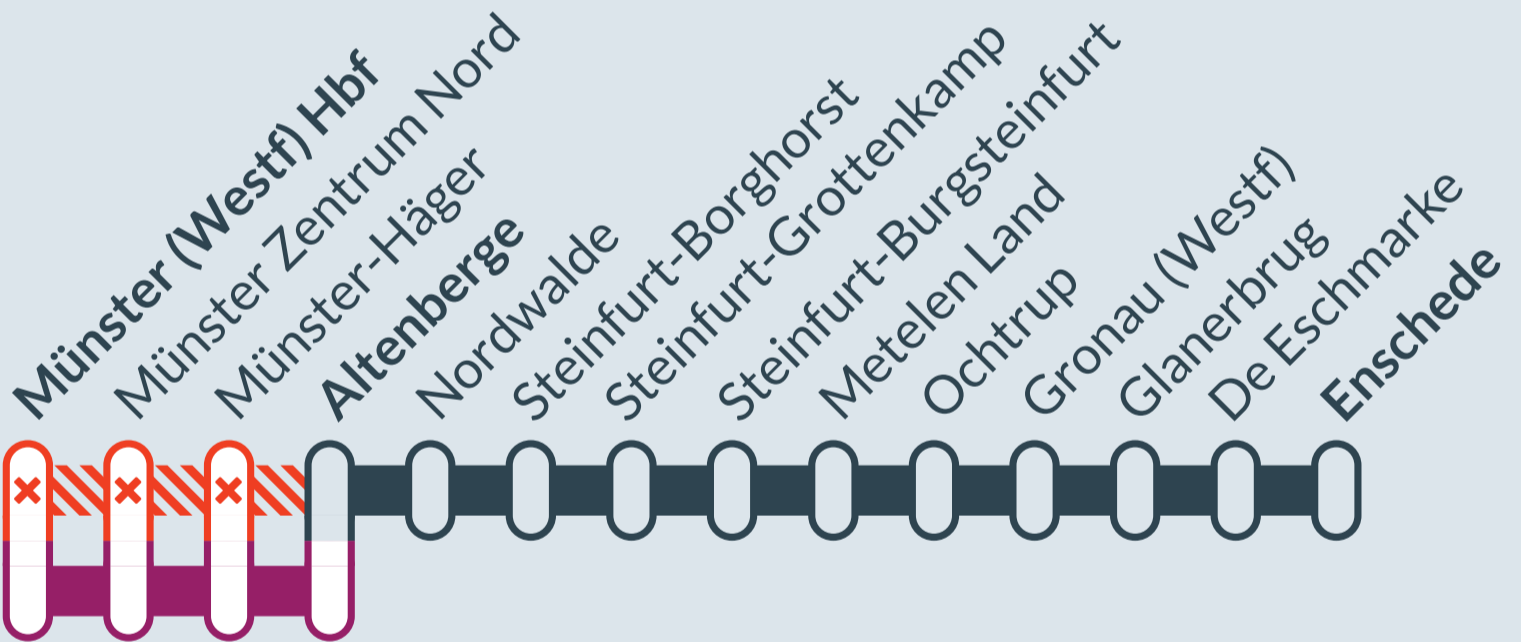 Münster (Westf) Hbf
Münster Zentrum Nord
Münster-Häger
Altenberge
Nordwalde
Steinfurt-Borghorst
Steinfurt-Grottenkamp
Steinfurt-Burgsteinfurt
Metelen Land
Ochtrup
Gronau (Westf)
Glanerbrug
De Eschmarke
Enschede